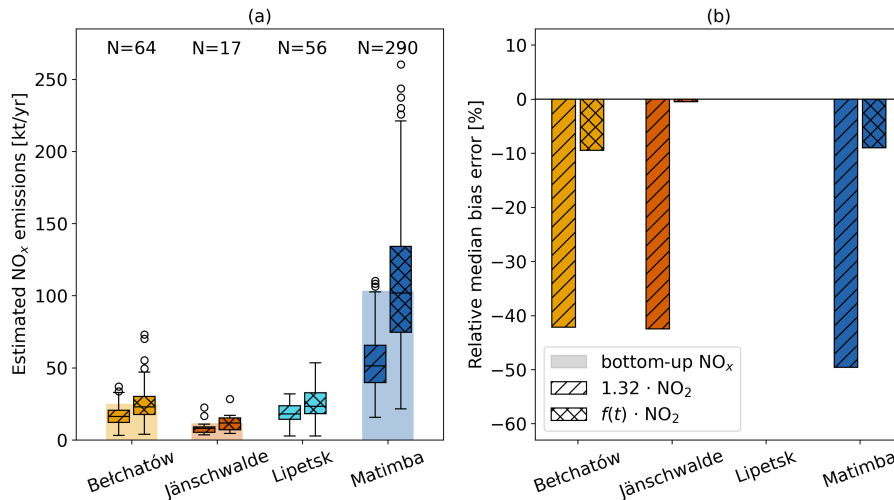 (a)
N=64 N=17 N=56 N=290
Estimated NOx emissions [kt/yr]
250
200
150
100
50
0
Bełchatów Jänschwalde Lipetsk Matimba
(b)
Relative median bias error [%]
10
0
−10
−20
−30
−40
−50
−60
bottom-up NOx
1.32 · NO2
f(t) · NO2
Bełchatów Jänschwalde Lipetsk Matimba